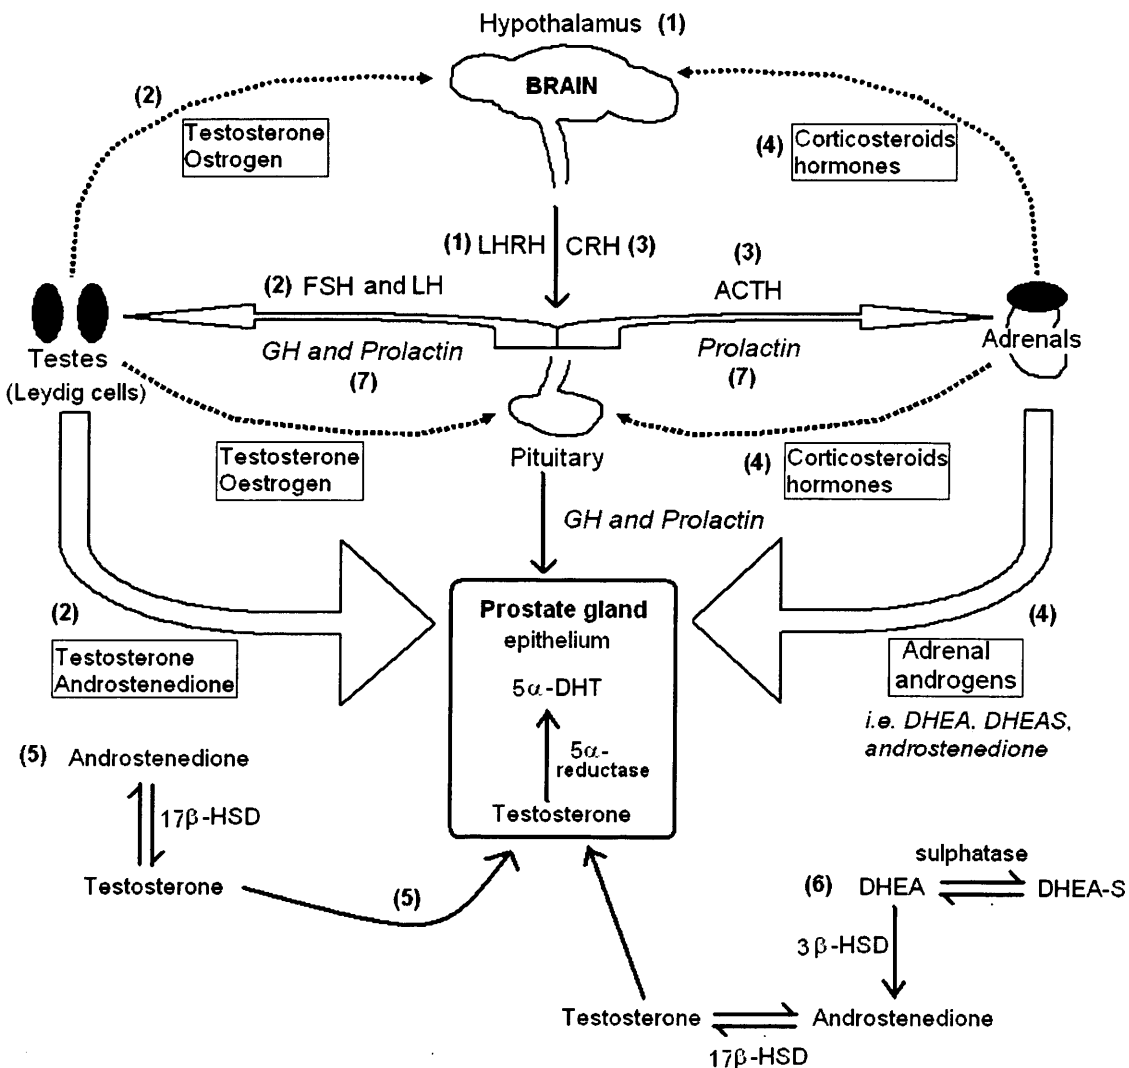 Hypothalamus (1)
BRAIN
(2)
Testosterone
Ostrogen
(4) Corticosteroids
hormones
(1) LHRH
CRH (3)
(2) FSH and LH
(3)
ACTH
Testes
(Leydig cells)
GH and Prolactin
(7)
Prolactin
(7)
Adrenals
Testosterone
Oestrogen
Pituitary
(4) Corticosteroids
hormones
GH and Prolactin
(2)
Testosterone
Androstenedione
Prostate gland
epithelium
5α-DHT
5α-
reductase
Testosterone
(4)
Adrenal
androgens
i.e. DHEA. DHEAS,
androstenedione
(5) Androstenedione
17β-HSD
Testosterone
(5)
sulphatase
(6) DHEA
DHEA-S
3β-HSD
Testosterone
Androstenedione
17β-HSD